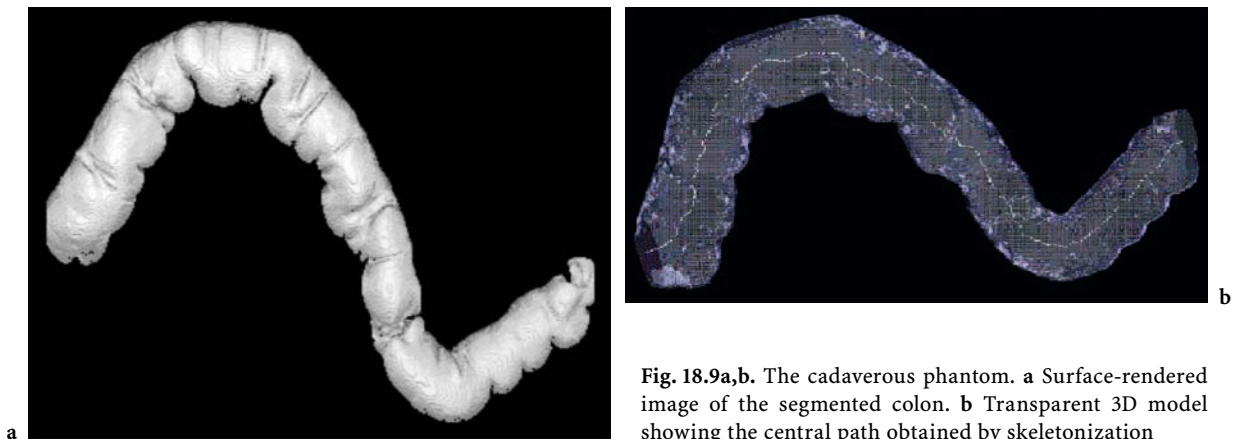 a
b
Fig. 18.9a,b. The cadaverous phantom. a Surface-rendered
image of the segmented colon. b Transparent 3D model
showing the central path obtained by skeletonization